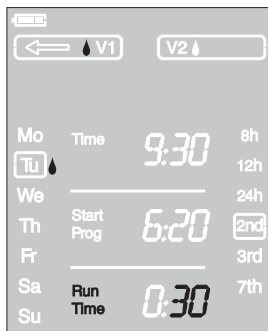 V1 V2
Mo Time 9:30 8h
Tu 12h
We 24h
Th Start Prog 6:20 2nd
Fr 3rd
Sa Run Time 0:30 7th
Su